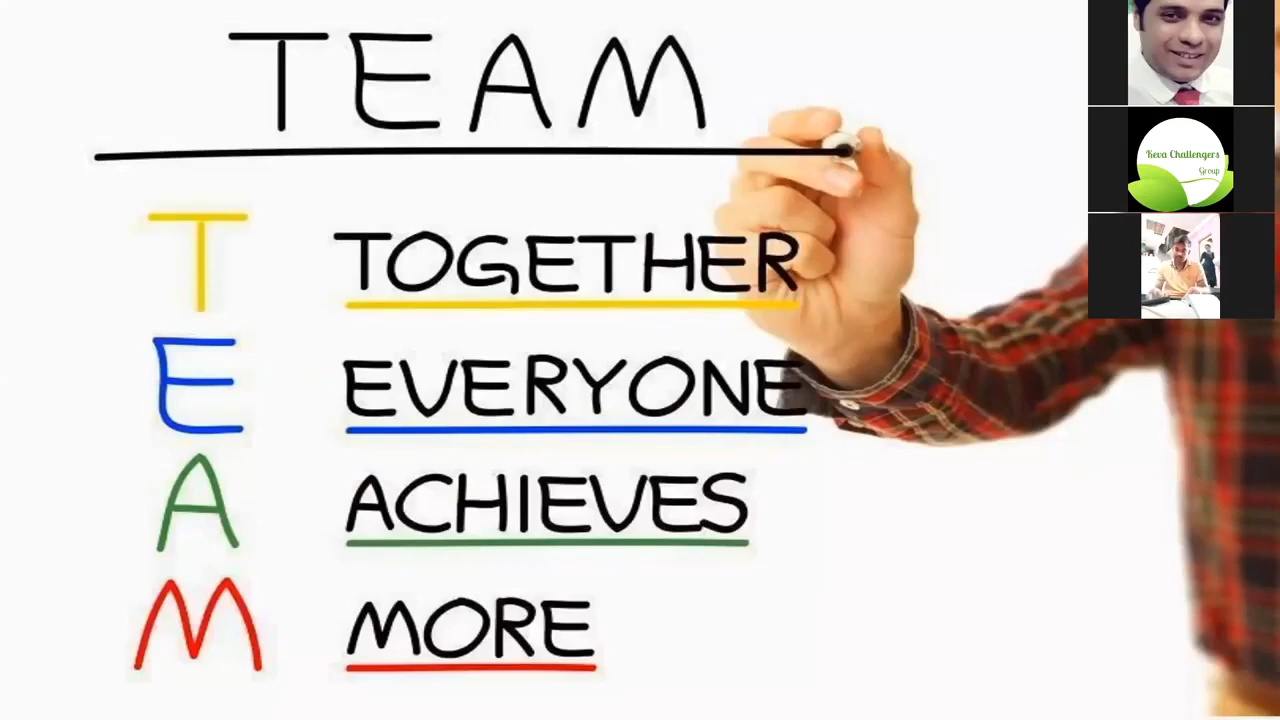 TEAM
T TOGETHER
E EVERYONE
A ACHIEVES
M MORE
Keva Challengers
Group